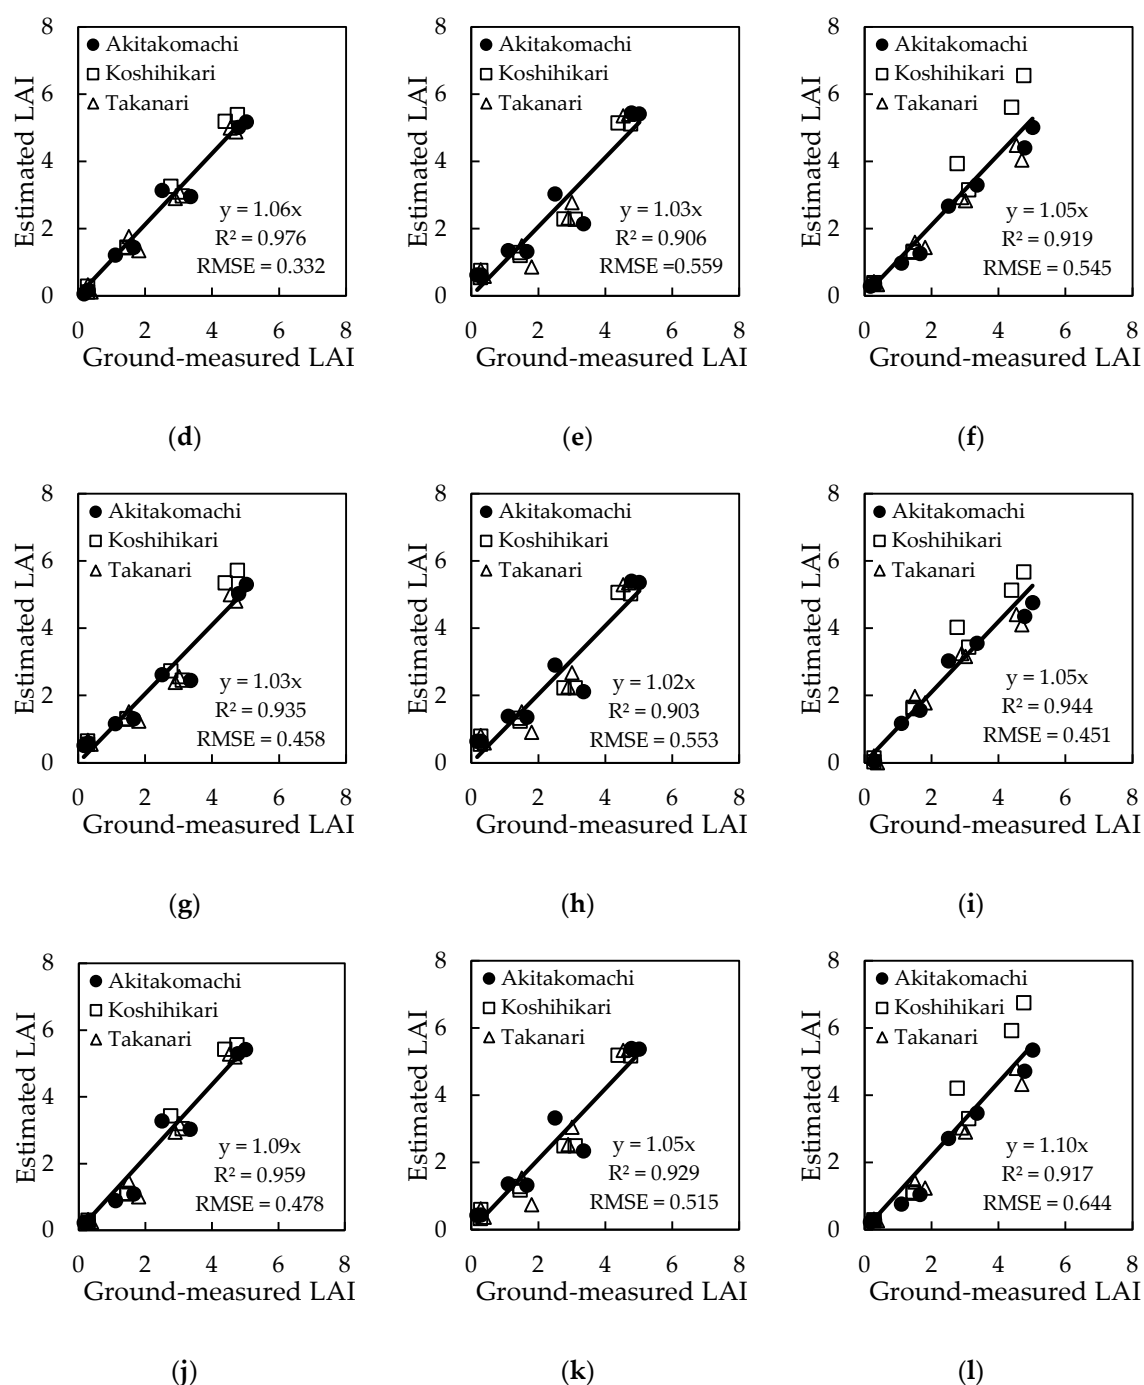 8
6
4
2
0
Estimated LAI
Akitakomachi
Koshihikari
Takanari
y = 1.06x
R² = 0.976
RMSE = 0.332
0 2 4 6 8
Ground-measured LAI
(d)
8
6
4
2
0
Estimated LAI
Akitakomachi
Koshihikari
Takanari
y = 1.03x
R² = 0.906
RMSE =0.559
0 2 4 6 8
Ground-measured LAI
(e)
8
6
4
2
0
Estimated LAI
Akitakomachi
Koshihikari
Takanari
y = 1.05x
R² = 0.919
RMSE = 0.545
0 2 4 6 8
Ground-measured LAI
(f)
8
6
4
2
0
Estimated LAI
Akitakomachi
Koshihikari
Takanari
y = 1.03x
R² = 0.935
RMSE = 0.458
0 2 4 6 8
Ground-measured LAI
(g)
8
6
4
2
0
Estimated LAI
Akitakomachi
Koshihikari
Takanari
y = 1.02x
R² = 0.903
RMSE = 0.553
0 2 4 6 8
Ground-measured LAI
(h)
8
6
4
2
0
Estimated LAI
Akitakomachi
Koshihikari
Takanari
y = 1.05x
R² = 0.944
RMSE = 0.451
0 2 4 6 8
Ground-measured LAI
(i)
8
6
4
2
0
Estimated LAI
Akitakomachi
Koshihikari
Takanari
y = 1.09x
R² = 0.959
RMSE = 0.478
0 2 4 6 8
Ground-measured LAI
(j)
8
6
4
2
0
Estimated LAI
Akitakomachi
Koshihikari
Takanari
y = 1.05x
R² = 0.929
RMSE = 0.515
0 2 4 6 8
Ground-measured LAI
(k)
8
6
4
2
0
Estimated LAI
Akitakomachi
Koshihikari
Takanari
y = 1.10x
R² = 0.917
RMSE = 0.644
0 2 4 6 8
Ground-measured LAI
(l)